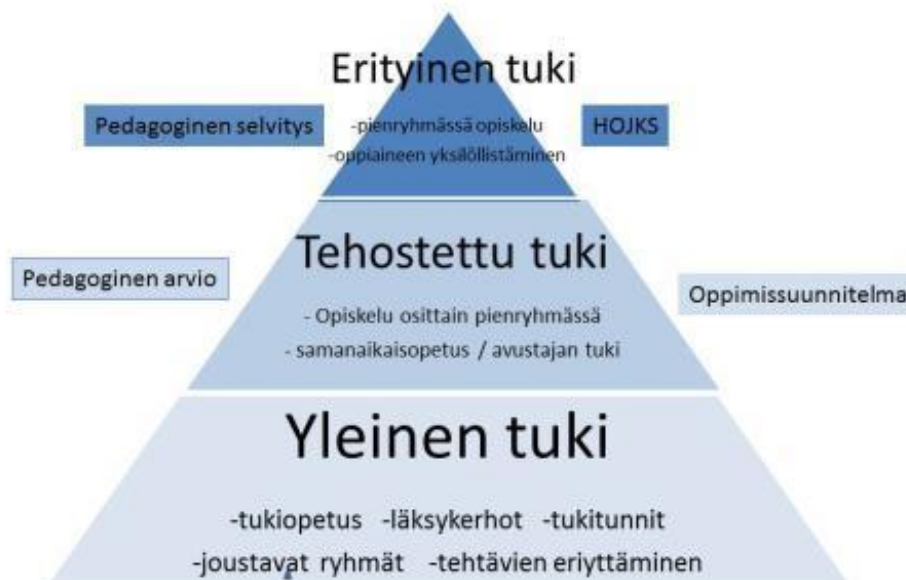 Erityinen tuki
Pedagoginen selvitys
-pienryhmässä opiskelu
-oppiaineen yksilöllistäminen
HOJKS
Tehostettu tuki
Pedagoginen arvio
- Opiskelu osittain pienryhmässä
- samanaikaisopetus / avustajan tuki
Oppimissuunnitelma
Yleinen tuki
-tukiopetus -läksykerhot -tukitunnit
-joustavat ryhmät -tehtävien eriyttäminen